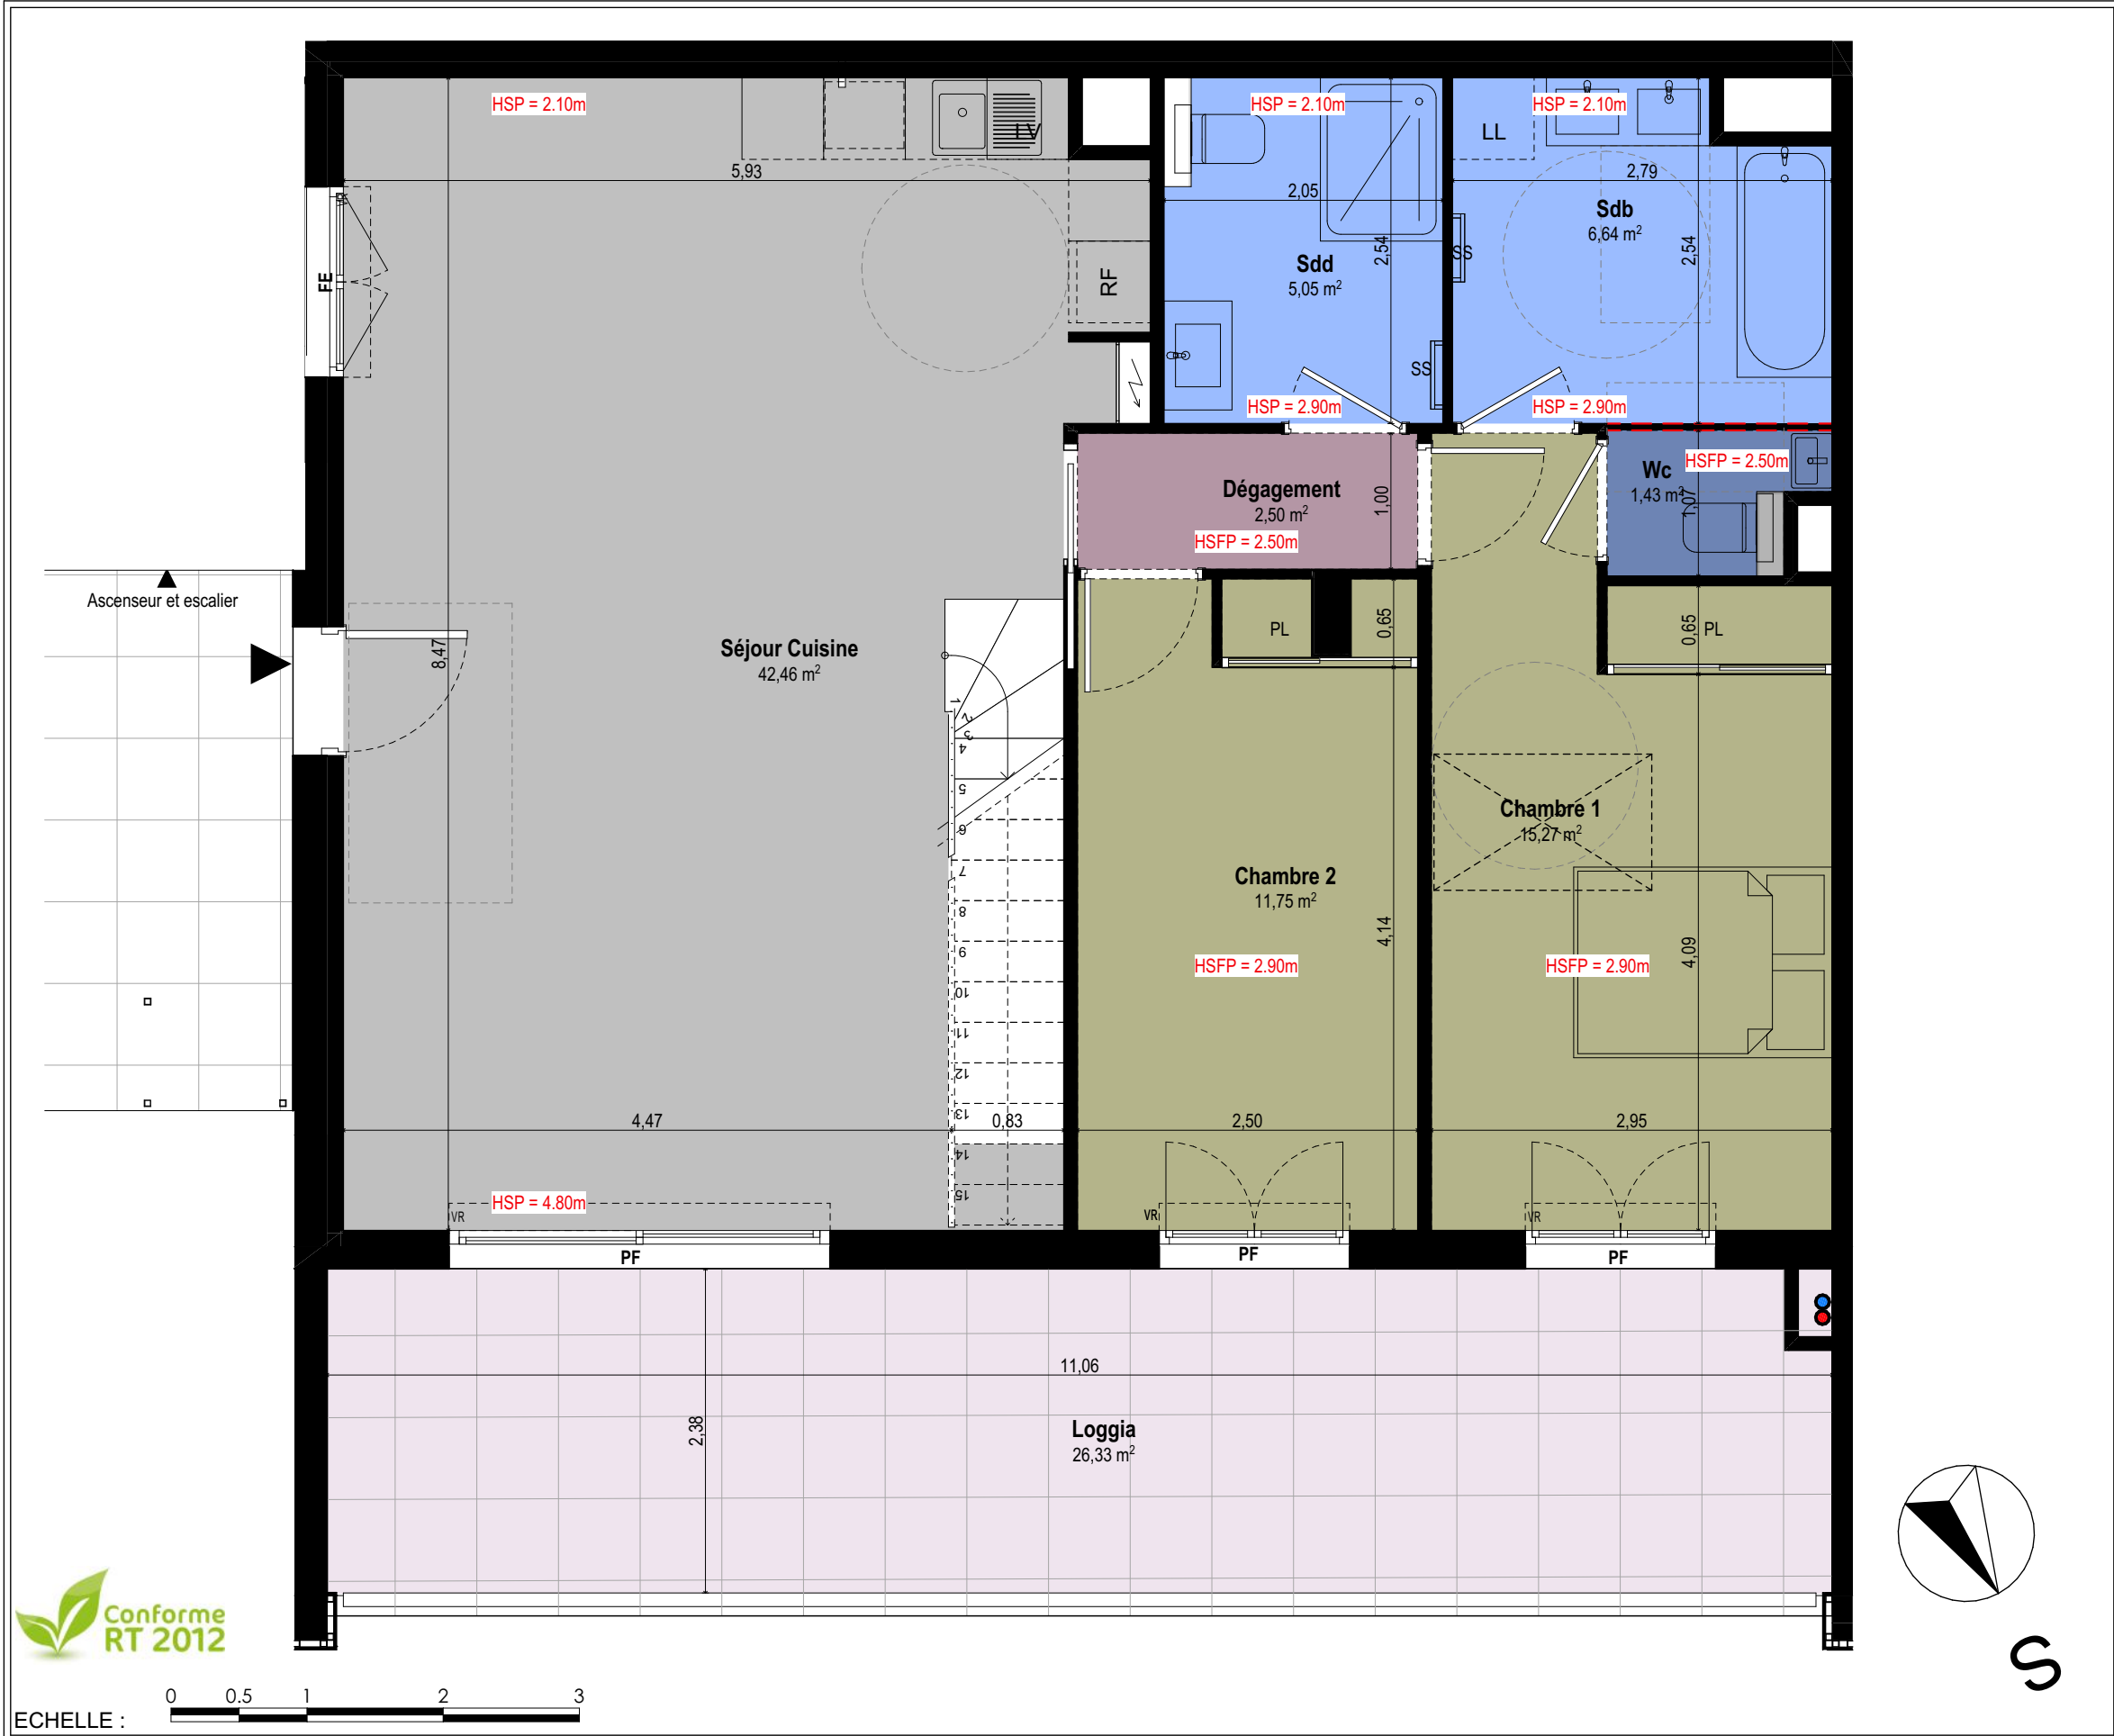 HSP = 2.10m
HSP = 2.10m
HSP = 2.10m
LV
LL
5,93
2,05
2,79
Sdb
6,64 m²
2,54
2,54
SS
Sdd
5,05 m²
FE
RF
SS
HSP = 2.90m
HSP = 2.90m
Wc
1,43 m²
HSFP = 2.50m
1,07
Dégagement
2,50 m²
1,00
HSFP = 2.50m
Ascenseur et escalier
PL
0,65
0,65
PL
8,47
Séjour Cuisine
42,46 m²
1
2
3
4
5
6
7
8
9
10
11
12
13
14
15
Chambre 1
15,27 m²
Chambre 2
11,75 m²
4,14
4,09
HSFP = 2.90m
HSFP = 2.90m
4,47
0,83
2,50
2,95
HSP = 4.80m
VR
VR
VR
PF
PF
PF
11,06
2,38
Loggia
26,33 m²
S
Conforme
RT 2012
ECHELLE :
0 0.5 1 2 3